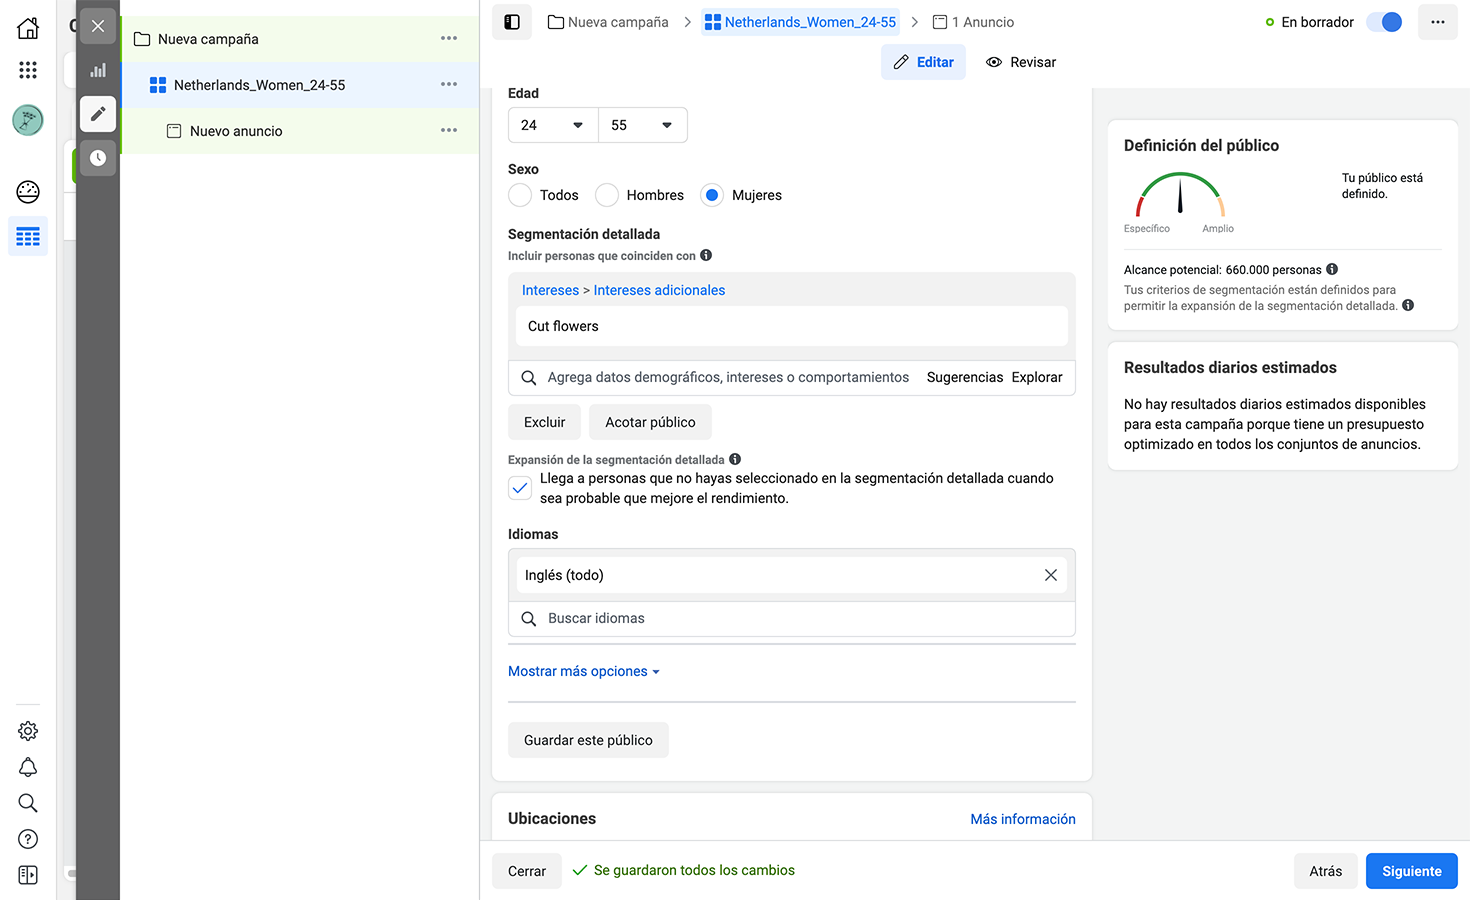 Nueva campaña
Netherlands_Women_24-55
Nuevo anuncio
Nueva campaña
Netherlands_Women_24-55
1 Anuncio
En borrador
Editar
Revisar
Edad
24
55
Sexo
Todos
Hombres
Mujeres
Segmentación detallada
Incluir personas que coinciden con
Intereses > Intereses adicionales
Cut flowers
Agrega datos demográficos, intereses o comportamientos
Sugerencias
Explorar
Excluir
Acotar público
Expansión de la segmentación detallada
Llega a personas que no hayas seleccionado en la segmentación detallada cuando
sea probable que mejore el rendimiento.
Idiomas
Inglés (todo)
Buscar idiomas
Mostrar más opciones
Guardar este público
Ubicaciones
Más información
Cerrar
Se guardaron todos los cambios
Atrás
Siguiente
Definición del público
Específico
Amplio
Tu público está
definido.
Alcance potencial: 660.000 personas
Tus criterios de segmentación están definidos para
permitir la expansión de la segmentación detallada.
Resultados diarios estimados
No hay resultados diarios estimados disponibles
para esta campaña porque tiene un presupuesto
optimizado en todos los conjuntos de anuncios.